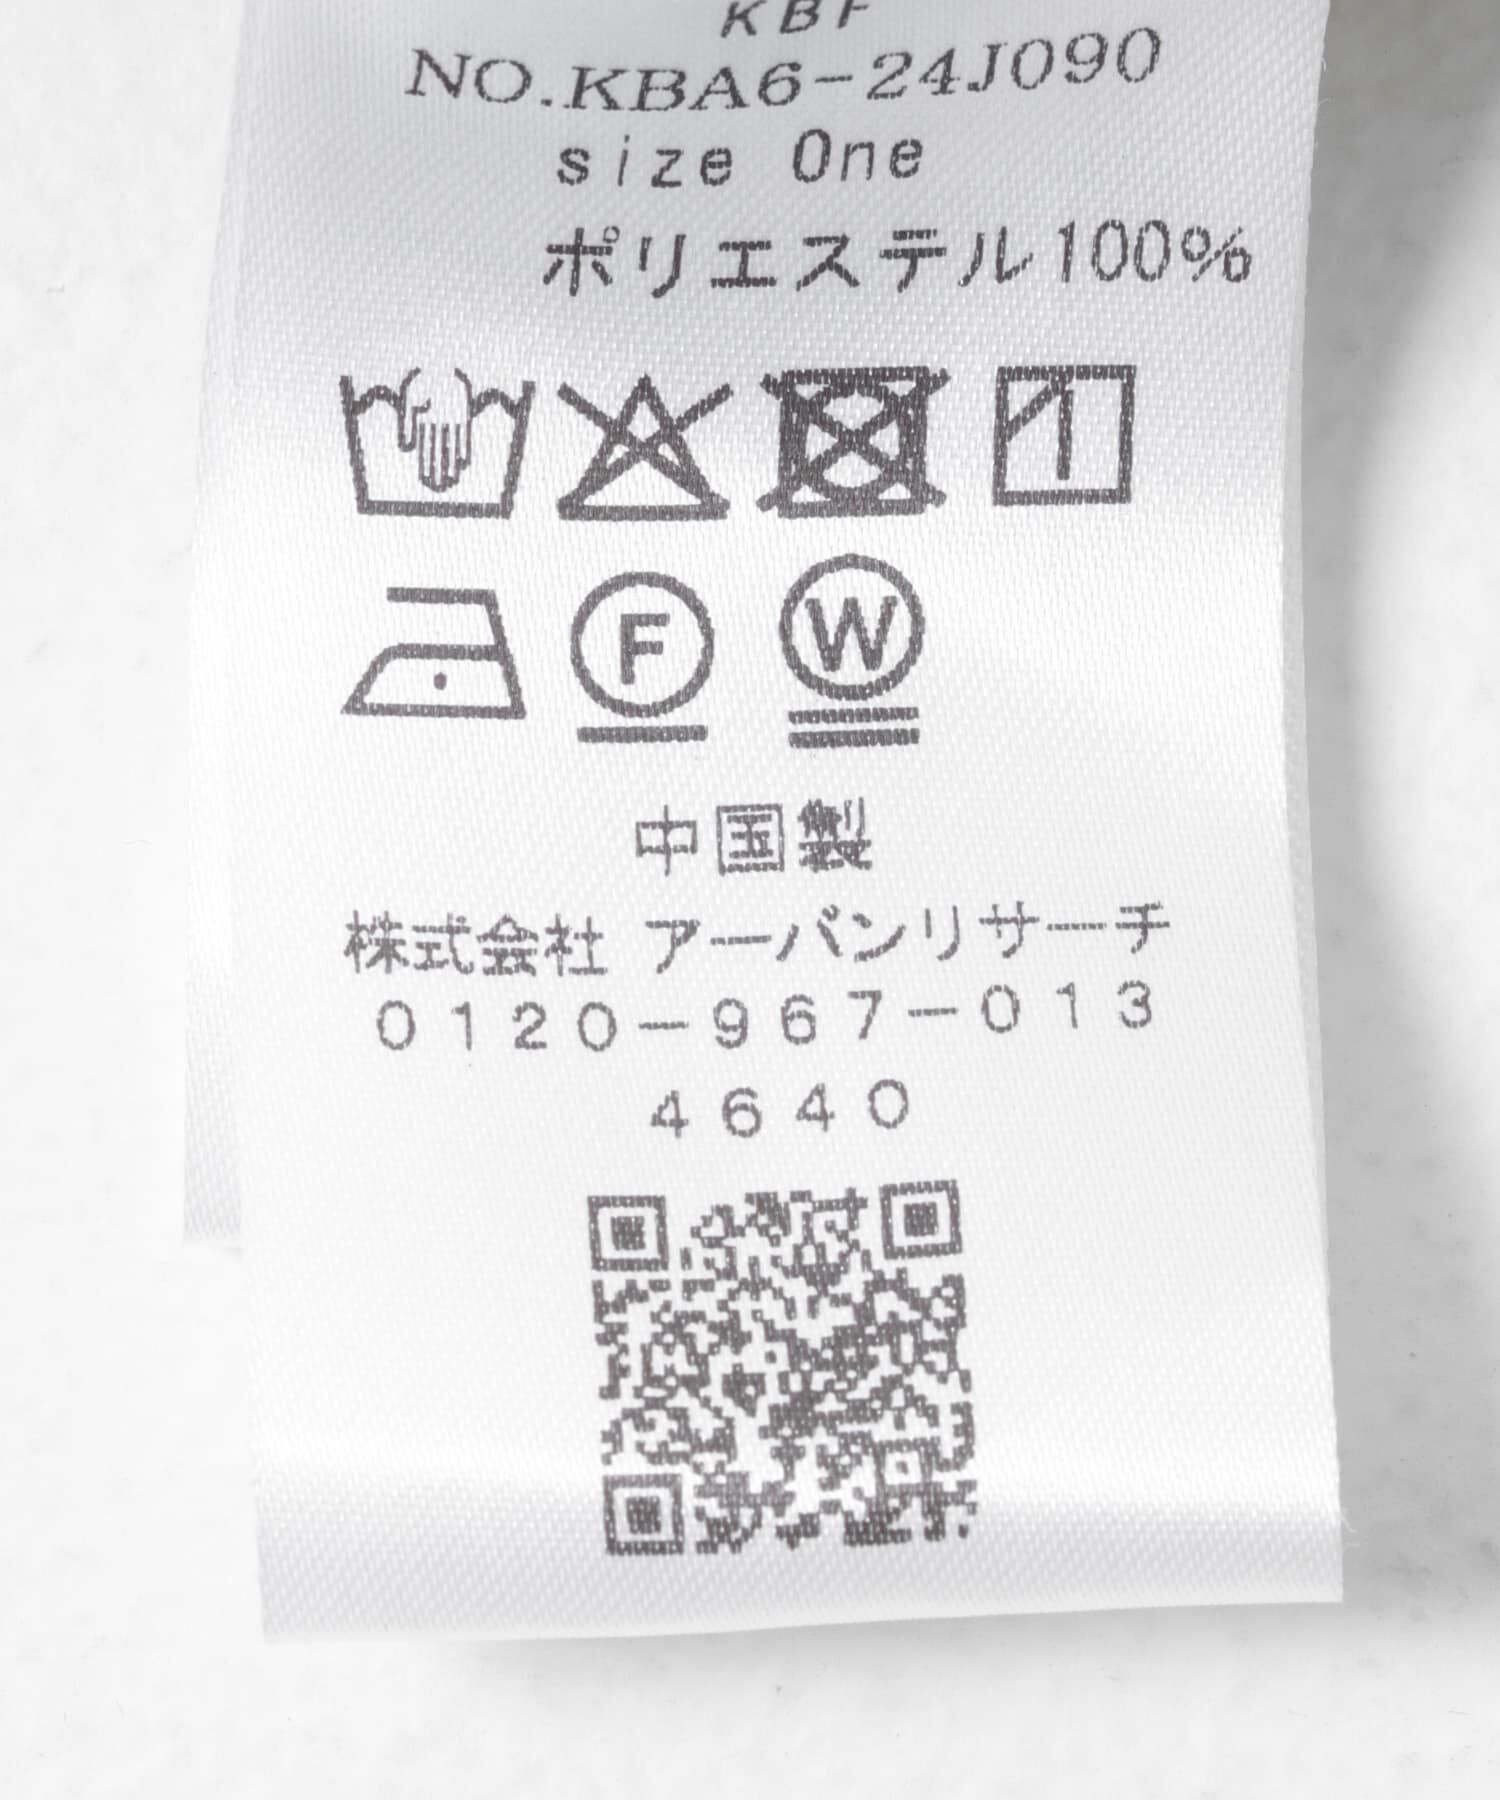 KBF
NO.KBA6-24J090
size One
ポリエステル100%
F W
中国製
株式会社 アーバンリサーチ
0120-967-013
4640